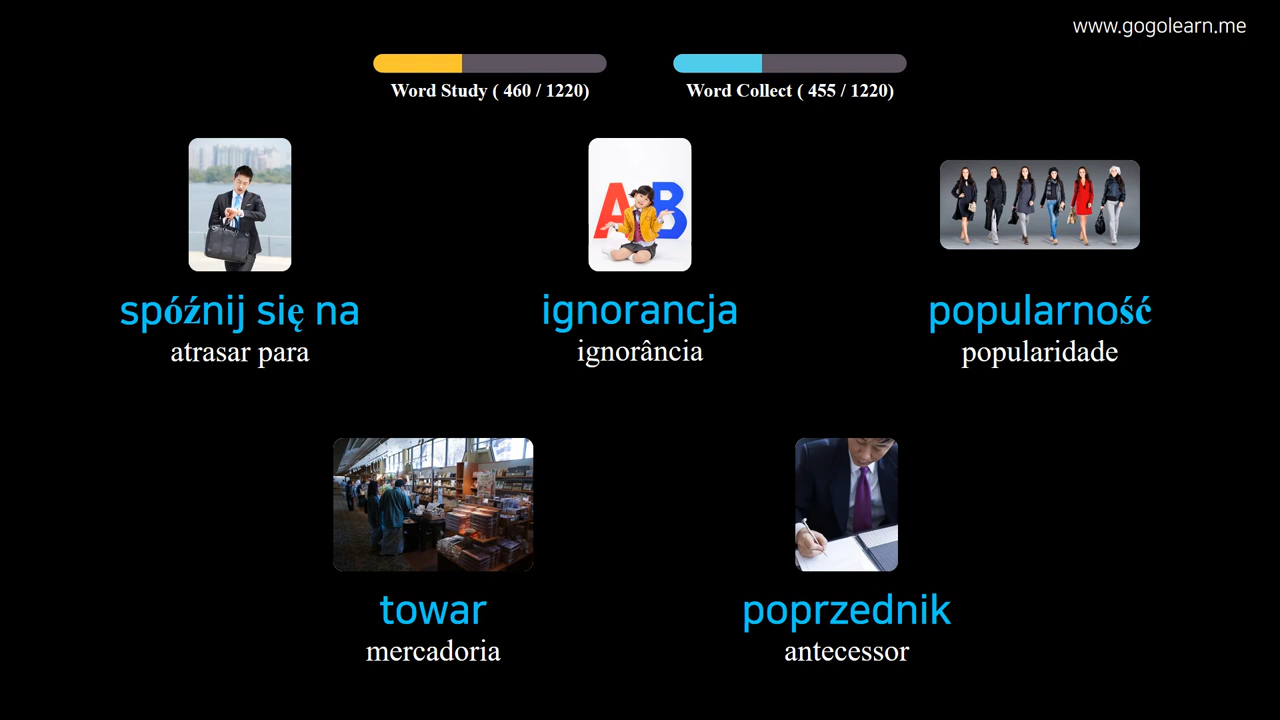 www.gogolearn.me
Word Study ( 460 / 1220)
Word Collect ( 455 / 1220)
spóźnij się na
atrasar para
ignorancja
ignorância
popularność
popularidade
towar
mercadoria
poprzednik
antecessor